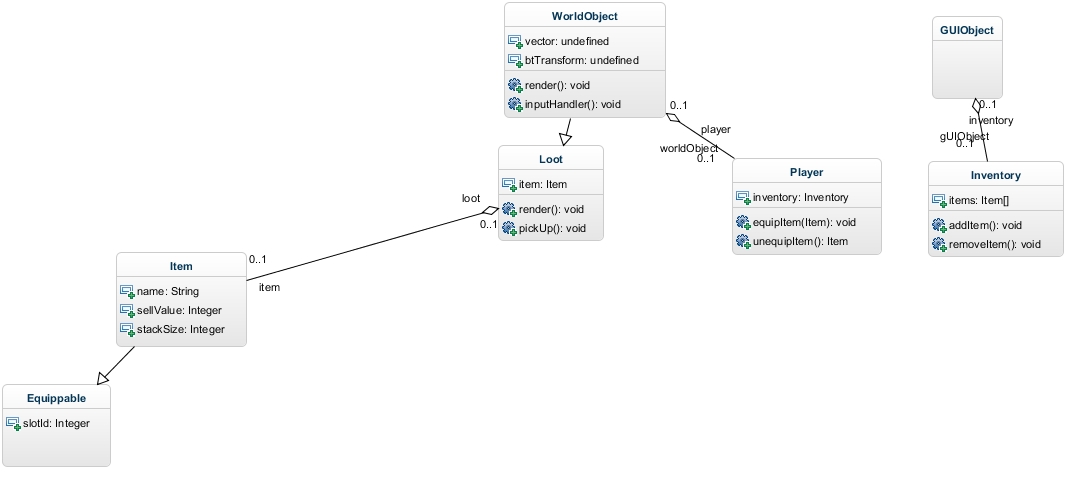 WorldObject
vector: undefined
btTransform: undefined
render(): void
inputHandler(): void
GUIObject
0..1
inventory
gUIObject
0..1
0..1
player
worldObject
0..1
Loot
item: Item
render(): void
pickUp(): void
Player
inventory: Inventory
equipItem(Item): void
unequipItem(): Item
Inventory
items: Item[]
addItem(): void
removeItem(): void
loot
0..1
0..1
item
Item
name: String
sellValue: Integer
stackSize: Integer
Equippable
slotId: Integer